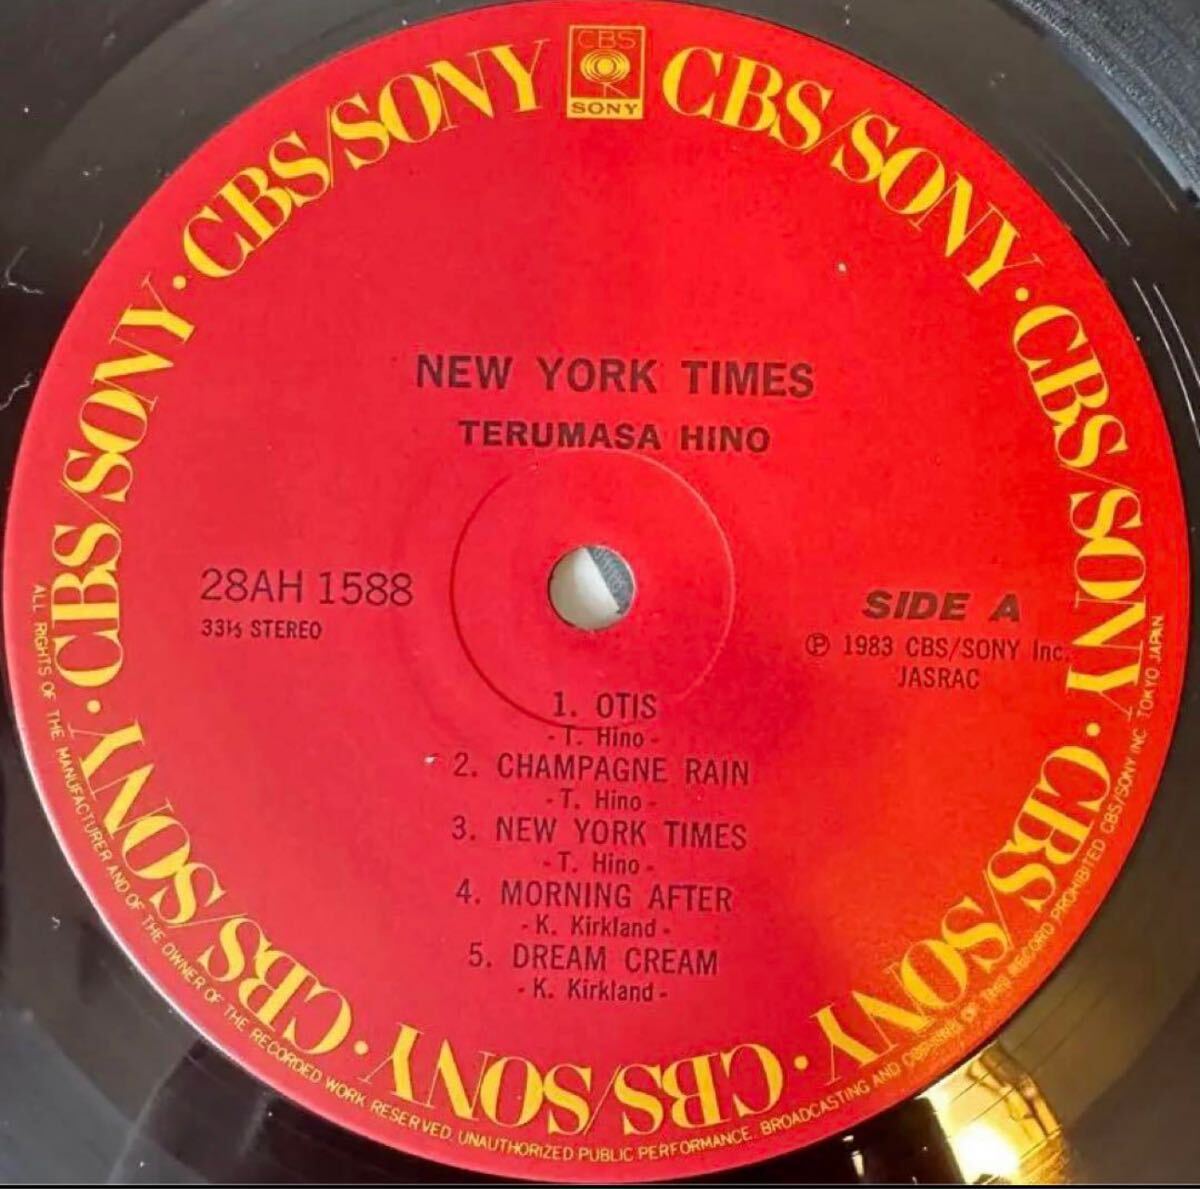 CBS
SONY
CBS/SONY · CBS/SONY · CBS/SONY · CBS/SONY · CBS/SONY · CBS/SONY · CBS/SONY · CBS/SONY
NEW YORK TIMES
TERUMASA HINO
28AH 1588
33⅓ STEREO
SIDE A
Ⓟ 1983 CBS/SONY Inc.
JASRAC
1. OTIS
- T. Hino -
2. CHAMPAGNE RAIN
- T. Hino -
3. NEW YORK TIMES
- T. Hino -
4. MORNING AFTER
- K. Kirkland -
5. DREAM CREAM
- K. Kirkland -
ALL RIGHTS OF THE MANUFACTURER AND OF THE OWNER OF THE RECORDED WORK RESERVED. UNAUTHORIZED PUBLIC PERFORMANCE. BROADCASTING AND COPYING OF THIS RECORD PROHIBITED CBS/SONY INC TOKYO JAPAN